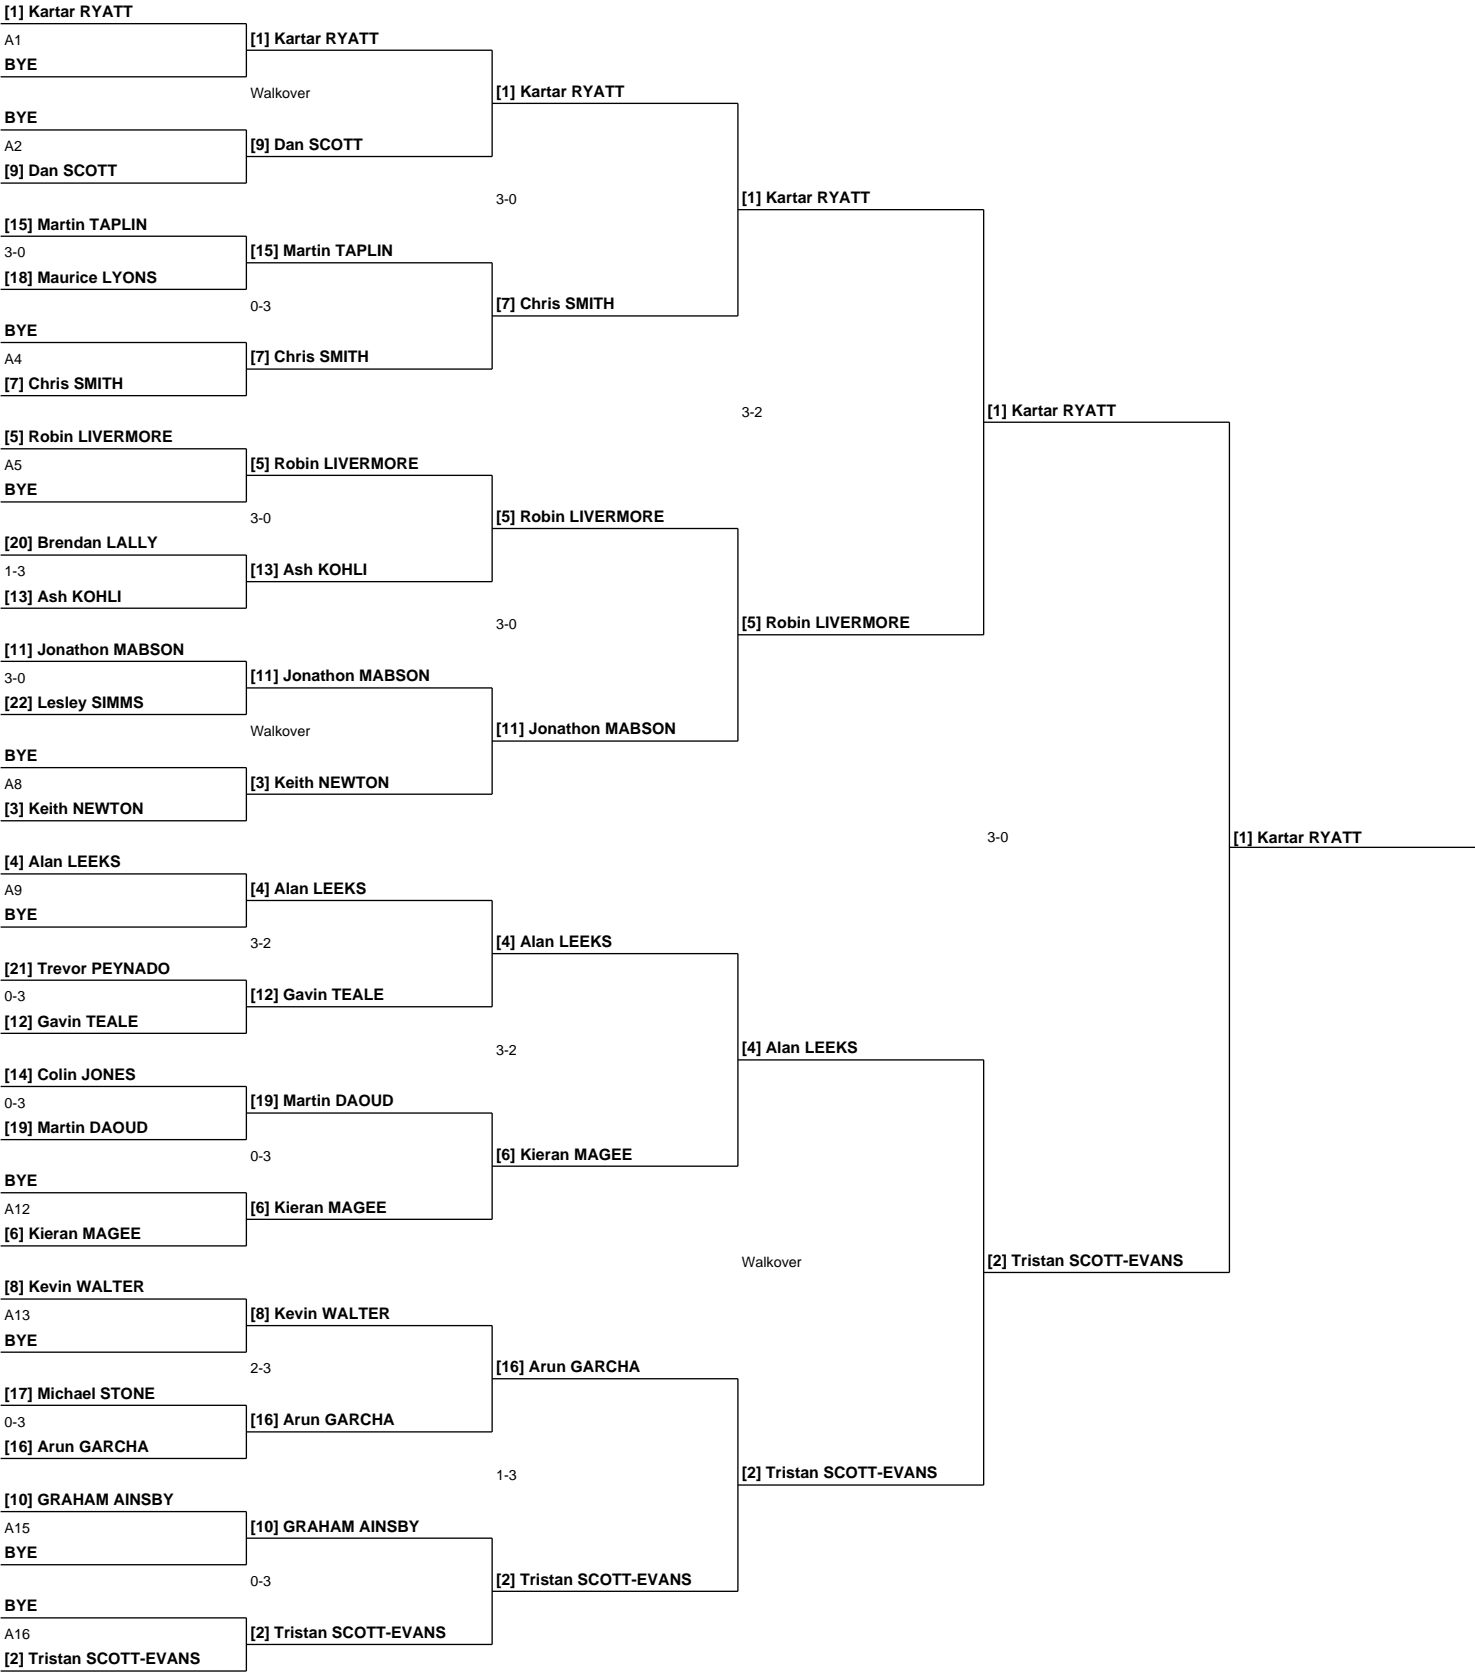 [1] Kartar RYATT
A1
[1] Kartar RYATT
BYE
Walkover
[1] Kartar RYATT
BYE
A2
[9] Dan SCOTT
[9] Dan SCOTT
3-0
[1] Kartar RYATT
[15] Martin TAPLIN
3-0
[15] Martin TAPLIN
[18] Maurice LYONS
0-3
[7] Chris SMITH
BYE
A4
[7] Chris SMITH
[7] Chris SMITH
3-2
[1] Kartar RYATT
[5] Robin LIVERMORE
A5
[5] Robin LIVERMORE
BYE
3-0
[5] Robin LIVERMORE
[20] Brendan LALLY
1-3
[13] Ash KOHLI
[13] Ash KOHLI
3-0
[5] Robin LIVERMORE
[11] Jonathon MABSON
3-0
[11] Jonathon MABSON
[22] Lesley SIMMS
Walkover
[11] Jonathon MABSON
BYE
A8
[3] Keith NEWTON
[3] Keith NEWTON
3-0
[1] Kartar RYATT
[4] Alan LEEKS
A9
[4] Alan LEEKS
BYE
3-2
[4] Alan LEEKS
[21] Trevor PEYNADO
0-3
[12] Gavin TEALE
[12] Gavin TEALE
3-2
[4] Alan LEEKS
[14] Colin JONES
0-3
[19] Martin DAOUD
[19] Martin DAOUD
0-3
[6] Kieran MAGEE
BYE
A12
[6] Kieran MAGEE
[6] Kieran MAGEE
Walkover
[2] Tristan SCOTT-EVANS
[8] Kevin WALTER
A13
[8] Kevin WALTER
BYE
2-3
[16] Arun GARCHA
[17] Michael STONE
0-3
[16] Arun GARCHA
[16] Arun GARCHA
1-3
[2] Tristan SCOTT-EVANS
[10] GRAHAM AINSBY
A15
[10] GRAHAM AINSBY
BYE
0-3
[2] Tristan SCOTT-EVANS
BYE
A16
[2] Tristan SCOTT-EVANS
[2] Tristan SCOTT-EVANS